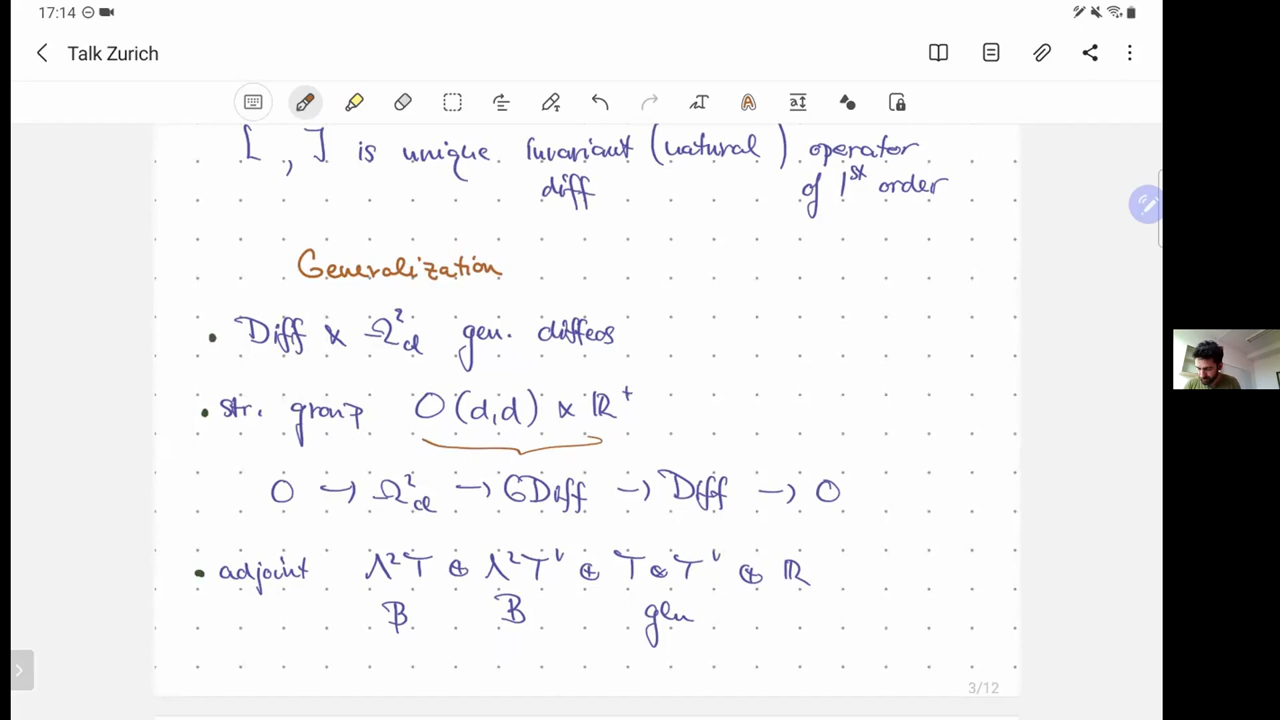 17:14
Talk Zurich
[ , ] is unique invariant (natural) operator
diff of 1st order
Generalization
• Diff ⋉ Ω²cl gen. diffeos
• str. group O(d,d) × ℝ⁺
0 → Ω²cl → GDiff → Diff → 0
• adjoint Λ²T ⊕ Λ²T^∨ ⊕ T⊗T^∨ ⊕ ℝ
β B gln
3/12